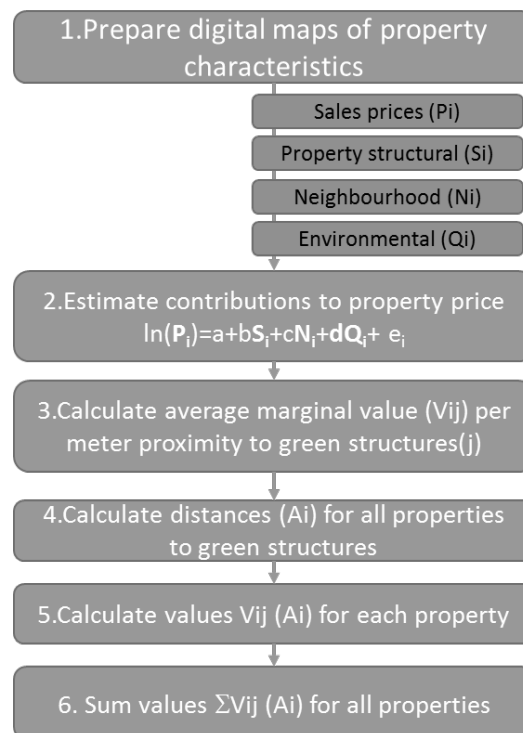 1.Prepare digital maps of property
characteristics
Sales prices (Pi)
Property structural (Si)
Neighbourhood (Ni)
Environmental (Qi)
2.Estimate contributions to property price
ln(Pᵢ)=a+bSᵢ+cNᵢ+dQᵢ+ eᵢ
3.Calculate average marginal value (Vij) per
meter proximity to green structures(j)
4.Calculate distances (Ai) for all properties
to green structures
5.Calculate values Vij (Ai) for each property
6. Sum values ΣVij (Ai) for all properties